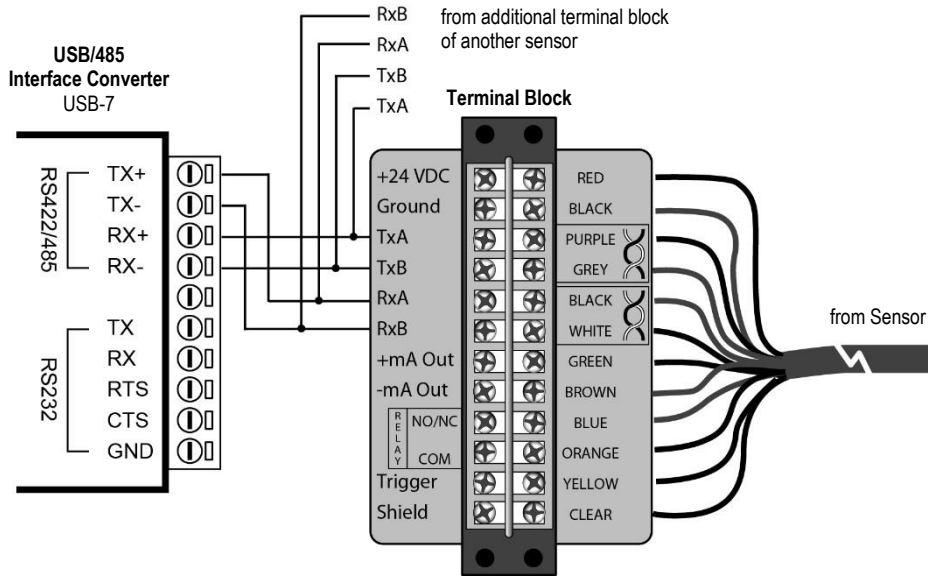 RxB
RxA
TxB
TxA
from additional terminal block
of another sensor
USB/485
Interface Converter
USB-7
RS422/485
TX+
TX-
RX+
RX-
RS232
TX
RX
RTS
CTS
GND
Terminal Block
+24 VDC
Ground
TxA
TxB
RxA
RxB
+mA Out
-mA Out
RELAY
NO/NC
COM
Trigger
Shield
RED
BLACK
PURPLE
GREY
BLACK
WHITE
GREEN
BROWN
BLUE
ORANGE
YELLOW
CLEAR
from Sensor